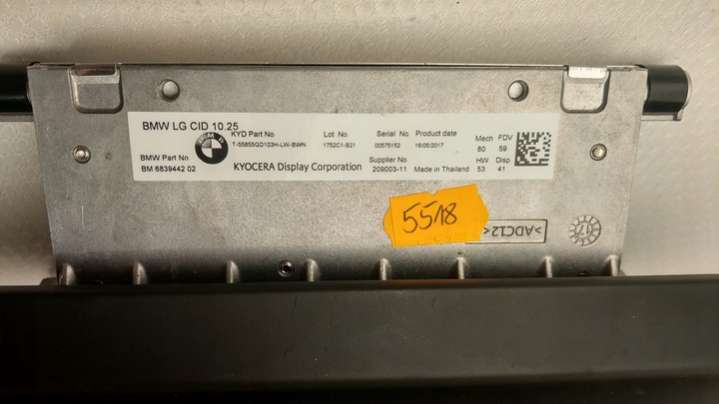 BMW LG CID 10.25
BMW Part No
BM 6839442 02
BMW
KYD Part No
T-55855GD103H-LW-BWN
Lot No
1752C1-B21
Serial No
00575152
Product date
16/05/2017
KYOCERA Display Corporation
Supplier No
209003-11
Made in Thailand
Mech FDV
60 59
HW Disp
53 41
5518
>ADC12<
17